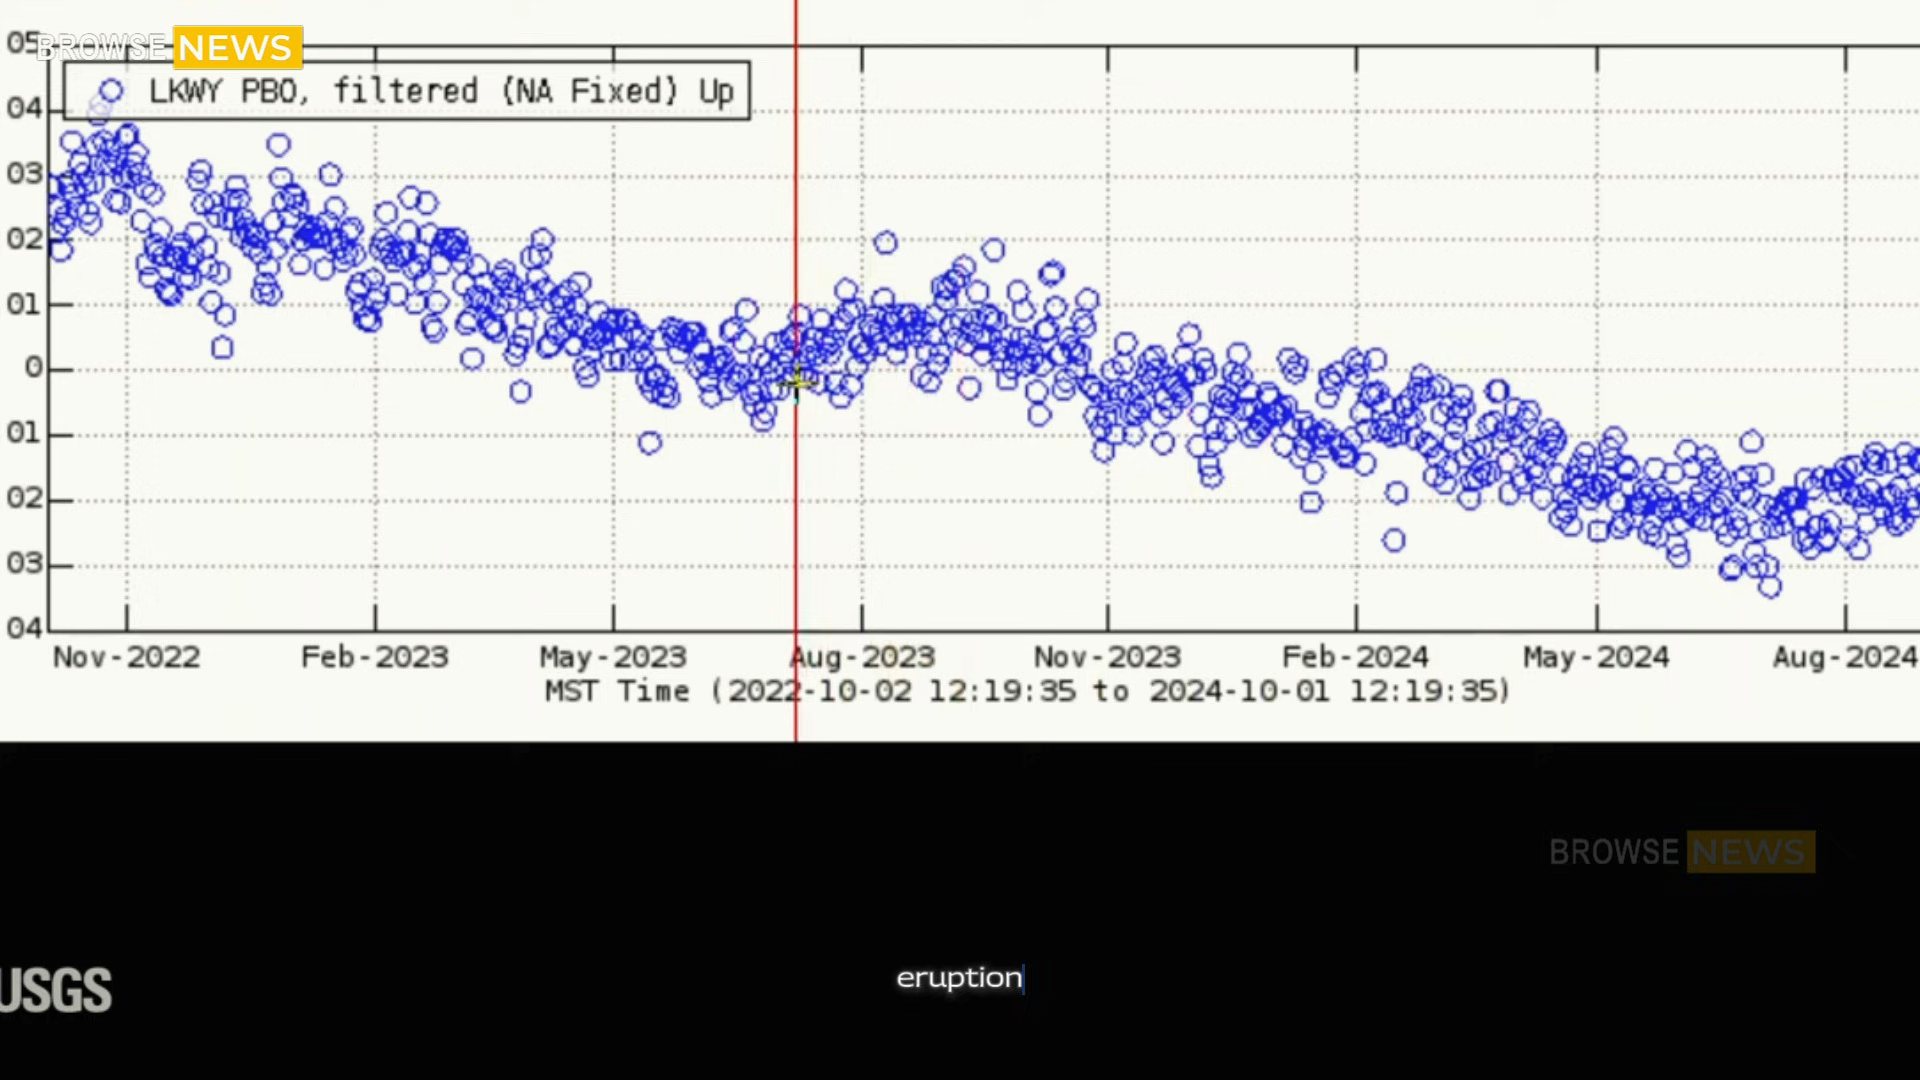 BROWSE NEWS
LKWY PBO, filtered (NA Fixed) Up
05
04
03
02
01
0
01
02
03
04
Nov-2022 Feb-2023 May-2023 Aug-2023 Nov-2023 Feb-2024 May-2024 Aug-2024
MST Time (2022-10-02 12:19:35 to 2024-10-01 12:19:35)
BROWSE NEWS
USGS
eruption